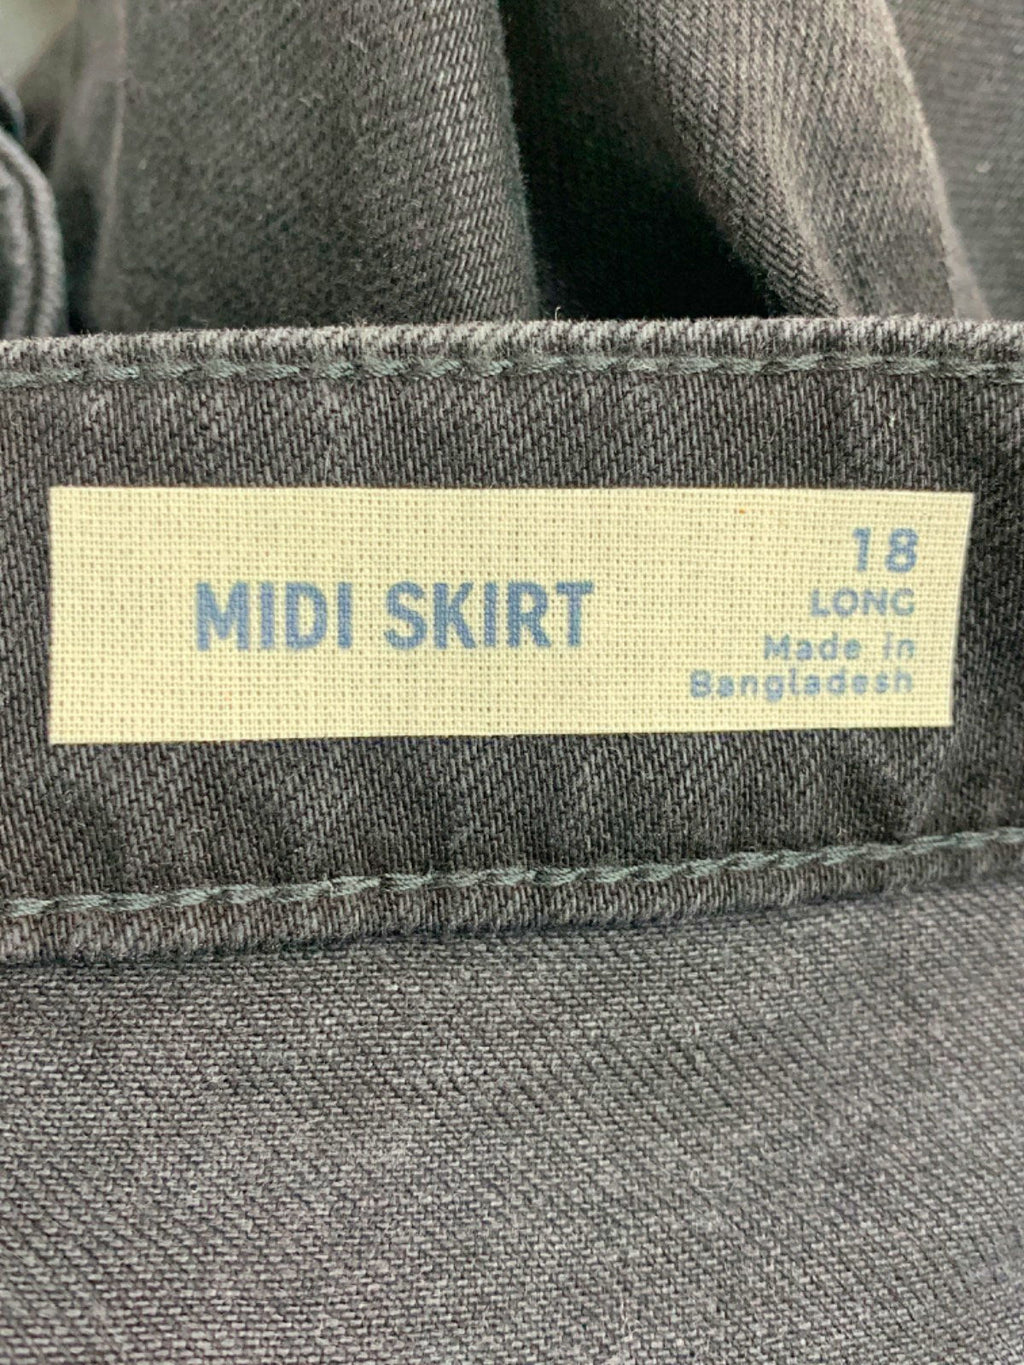 MIDI SKIRT
18
LONG
Made in
Bangladesh